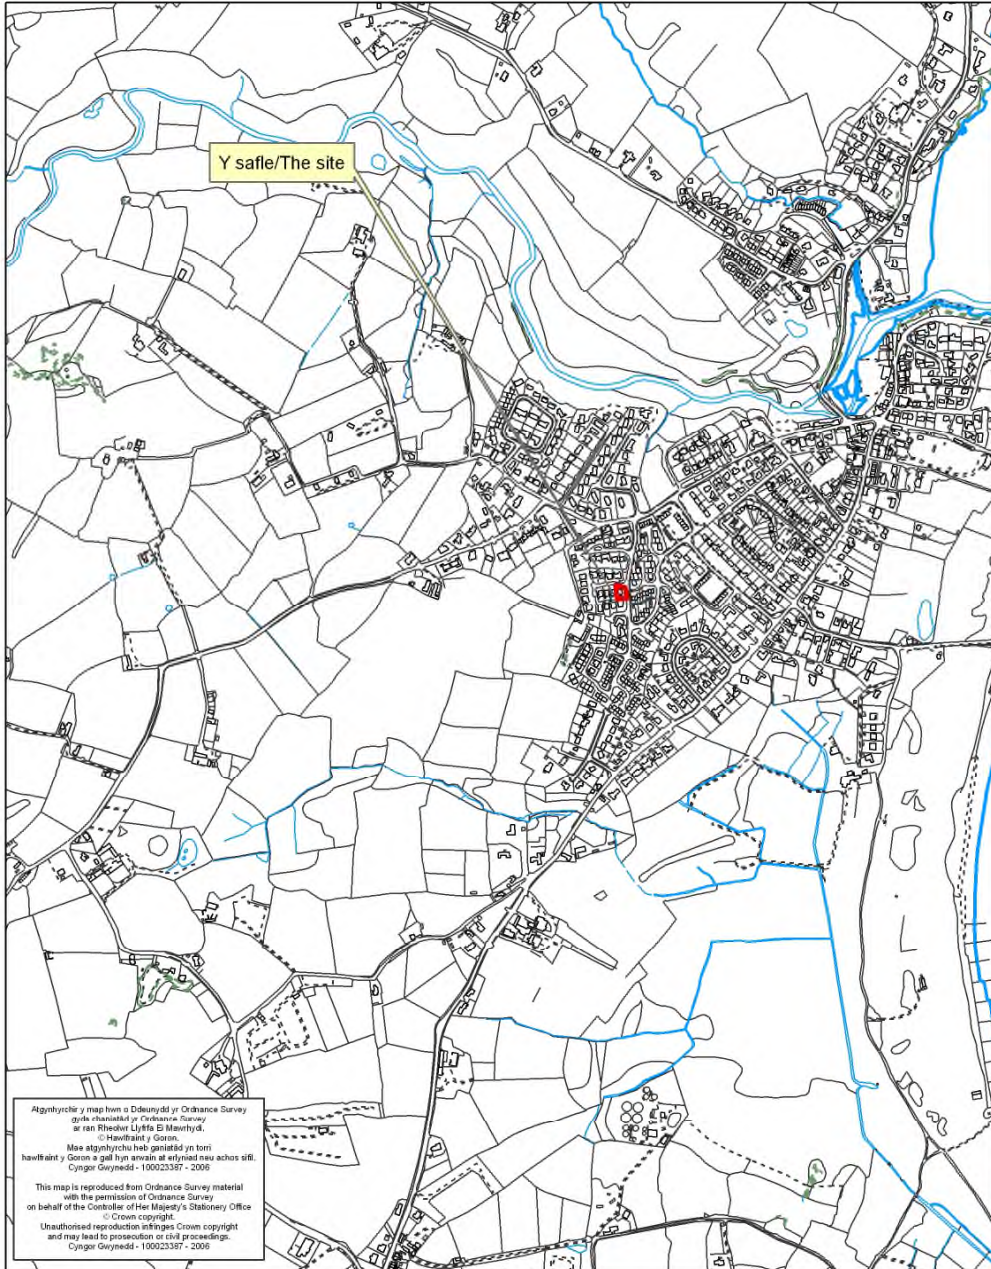 Y safle/The site
Atgynhyrchir y map hwn o Ddeunydd yr Ordnance Survey
gyda chaniatâd yr Ordnance Survey
ar ran Rheolwr Llyfrfa Ei Mawrhydi.
© Hawlfraint y Goron.
Mae atgynhyrchu heb ganiatâd yn torri
hawlfraint y Goron a gall hyn arwain at erlyniad neu achos sifil.
Cyngor Gwynedd - 100023387 - 2006
This map is reproduced from Ordnance Survey material
with the permission of Ordnance Survey
on behalf of the Controller of Her Majesty's Stationery Office
© Crown copyright.
Unauthorised reproduction infringes Crown copyright
and may lead to prosecution or civil proceedings.
Cyngor Gwynedd - 100023387 - 2006